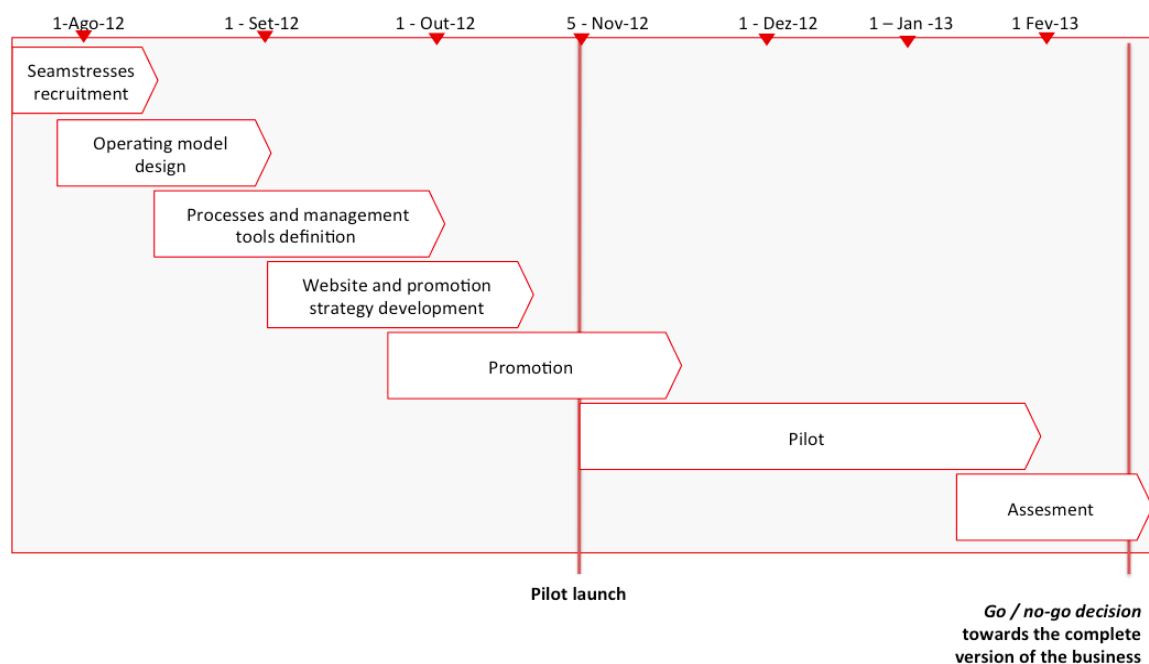 1-Ago-12 1 - Set-12 1 - Out-12 5 - Nov-12 1 - Dez-12 1 – Jan -13 1 Fev-13
Seamstresses
recruitment
Operating model
design
Processes and management
tools definition
Website and promotion
strategy development
Promotion
Pilot
Assesment
Pilot launch
Go / no-go decision
towards the complete
version of the business